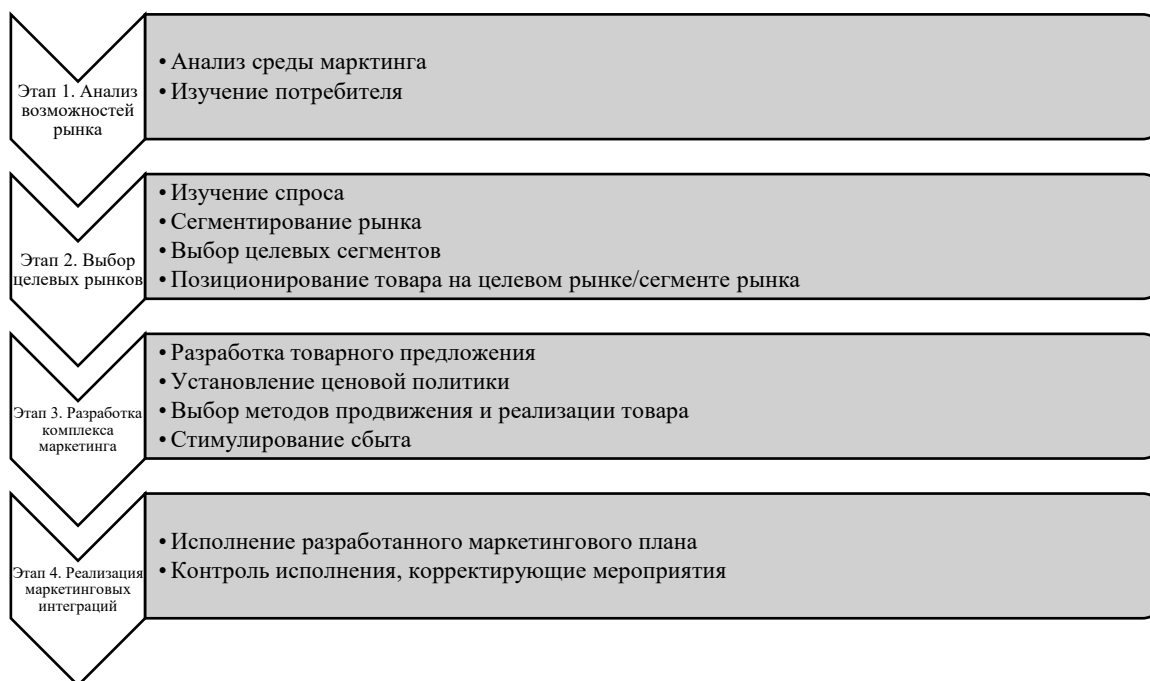 Этап 1. Анализ
возможностей
рынка
• Анализ среды марктинга
• Изучение потребителя
Этап 2. Выбор
целевых рынков
• Изучение спроса
• Сегментирование рынка
• Выбор целевых сегментов
• Позиционирование товара на целевом рынке/сегменте рынка
Этап 3. Разработка
комплекса
маркетинга
• Разработка товарного предложения
• Установление ценовой политики
• Выбор методов продвижения и реализации товара
• Стимулирование сбыта
Этап 4. Реализация
маркетинговых
интеграций
• Исполнение разработанного маркетингового плана
• Контроль исполнения, корректирующие мероприятия